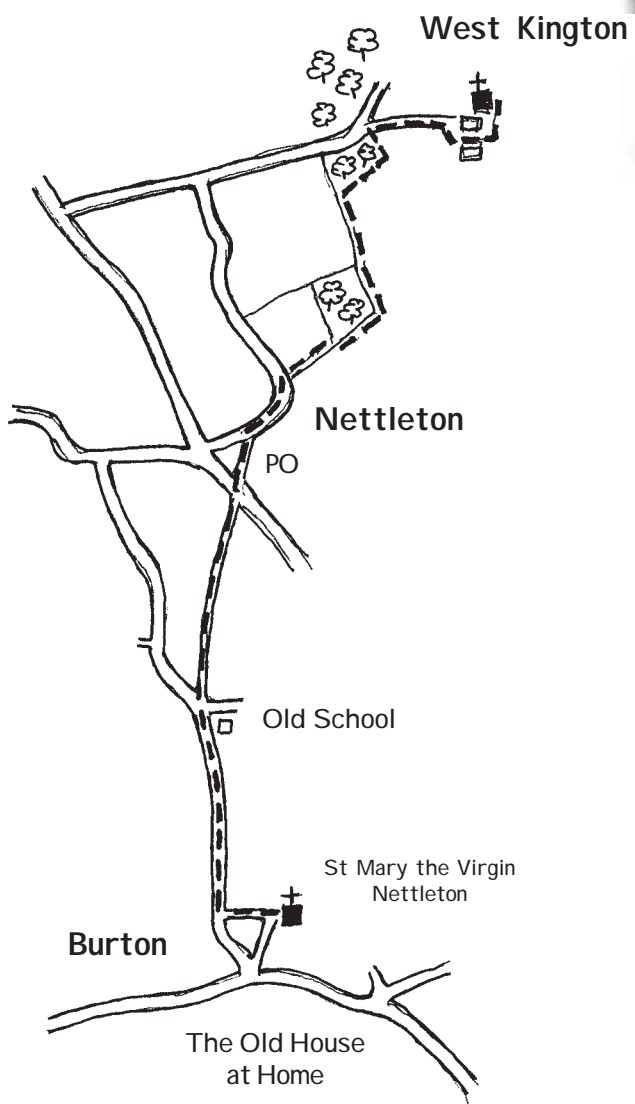 West Kington
Nettleton
PO
Old School
St Mary the Virgin
Nettleton
Burton
The Old House
at Home